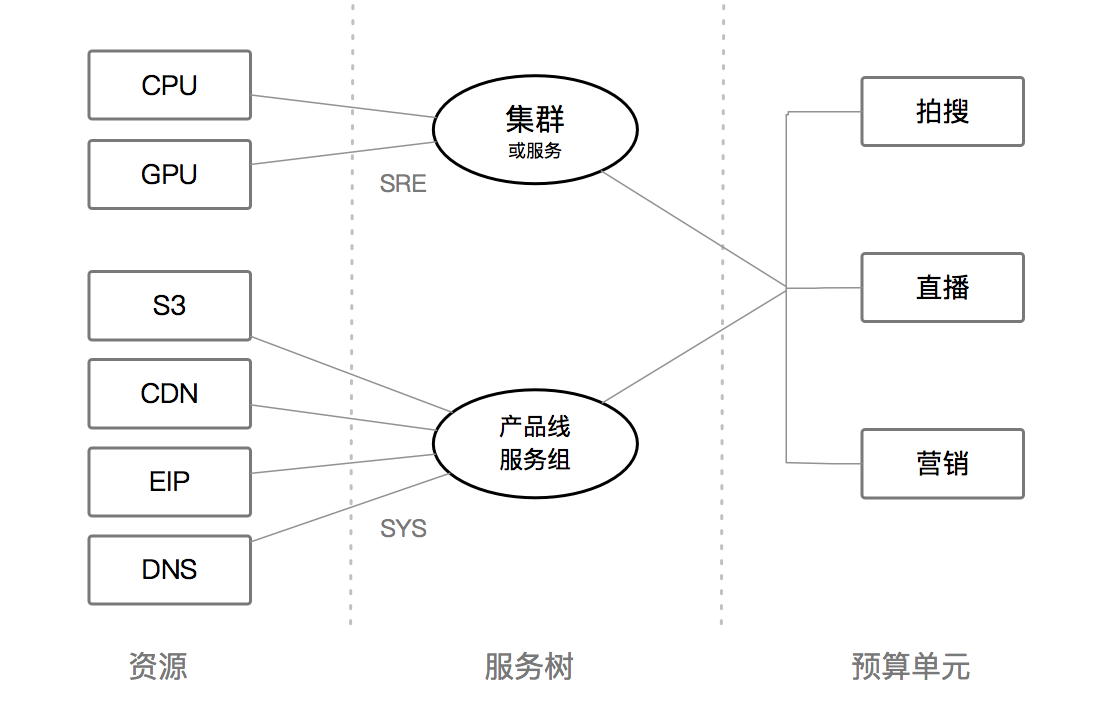 CPU
GPU
S3
CDN
EIP
DNS
资源
集群
或服务
SRE
产品线
服务组
SYS
服务树
拍搜
直播
营销
预算单元